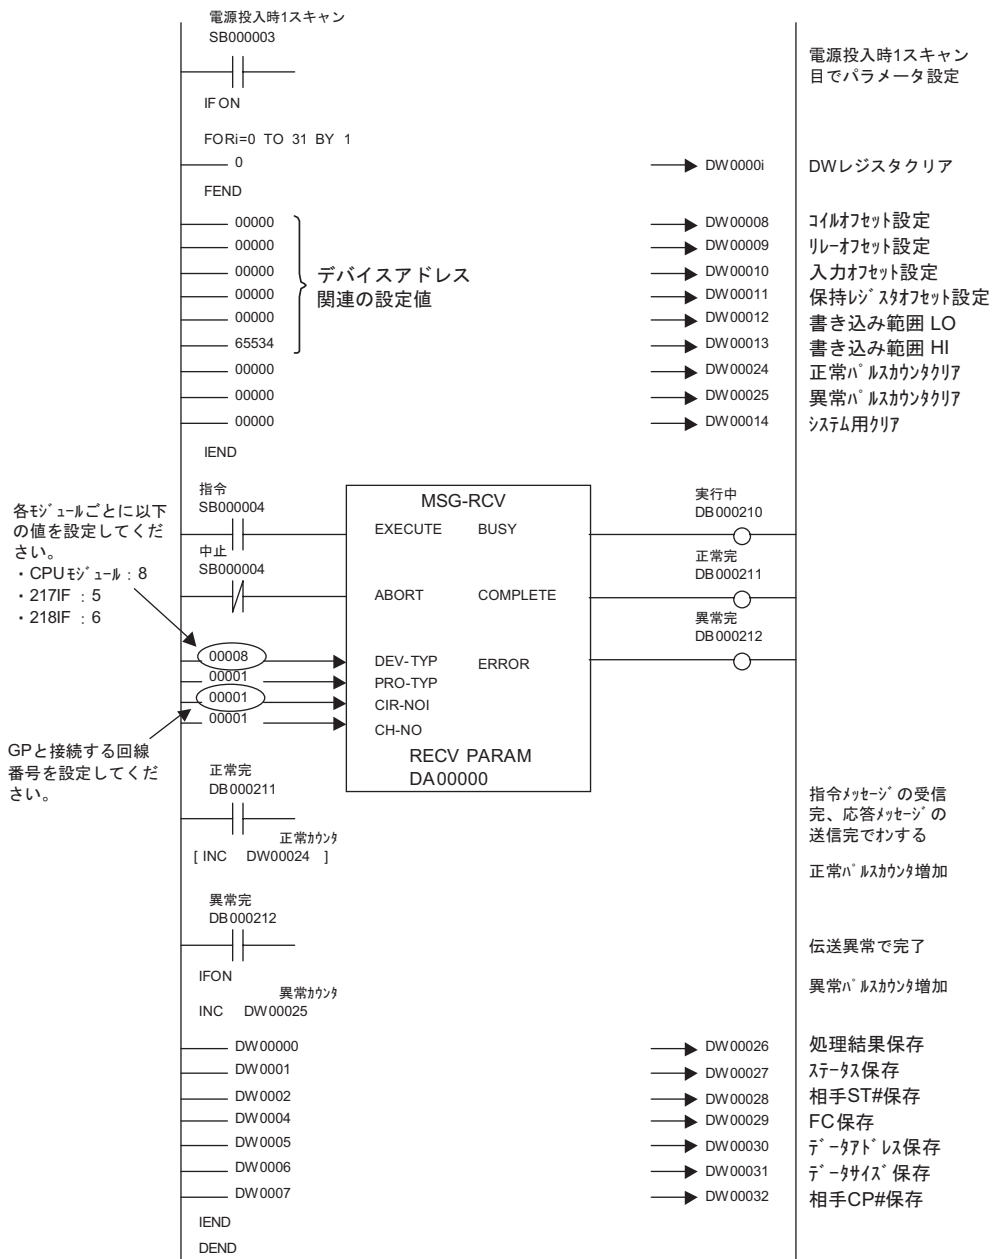 電源投入時1スキャン
SB000003
電源投入時1スキャン
目でパラメータ設定
IFON
FORi=0 TO 31 BY 1
0
DW0000i
DWレジスタクリア
FEND
00000
DW00008
ｺｲﾙｵﾌｾｯﾄ設定
00000
DW00009
ﾘﾚｰｵﾌｾｯﾄ設定
00000
DW00010
入力ｵﾌｾｯﾄ設定
00000
DW00011
保持ﾚｼﾞｽﾀｵﾌｾｯﾄ設定
00000
DW00012
書き込み範囲 LO
65534
DW00013
書き込み範囲 HI
デバイスアドレス
関連の設定値
00000
DW00024
正常ﾊﾟﾙｽｶｳﾝﾀｸﾘｱ
00000
DW00025
異常ﾊﾟﾙｽｶｳﾝﾀｸﾘｱ
00000
DW00014
ｼｽﾃﾑ用ｸﾘｱ
IEND
各ﾓｼﾞｭｰﾙごとに以下
の値を設定してくだ
さい。
・CPUﾓｼﾞｭｰﾙ：8
・217IF ：5
・218IF ：6
指令
SB000004
中止
SB000004
MSG-RCV
EXECUTE BUSY
ABORT COMPLETE
DEV-TYP ERROR
PRO-TYP
CIR-NOI
CH-NO
RECV PARAM
DA00000
実行中
DB000210
正常完
DB000211
異常完
DB000212
00008
00001
00001
00001
GPと接続する回線
番号を設定してくだ
さい。
正常完
DB000211
正常ｶｳﾝﾀ
[ INC DW00024 ]
指令ﾒｯｾｰｼﾞの受信
完、応答ﾒｯｾｰｼﾞの
送信完でオンする
正常ﾊﾟﾙｽｶｳﾝﾀ増加
異常完
DB000212
伝送異常で完了
IFON
異常ｶｳﾝﾀ
INC DW00025
異常ﾊﾟﾙｽｶｳﾝﾀ増加
DW00000
DW00026
処理結果保存
DW0001
DW00027
ｽﾃｰﾀｽ保存
DW0002
DW00028
相手ST#保存
DW0004
DW00029
FC保存
DW0005
DW00030
ﾃﾞｰﾀｱﾄﾞﾚｽ保存
DW0006
DW00031
ﾃﾞｰﾀｻｲｽﾞ保存
DW0007
DW00032
相手CP#保存
IEND
DEND